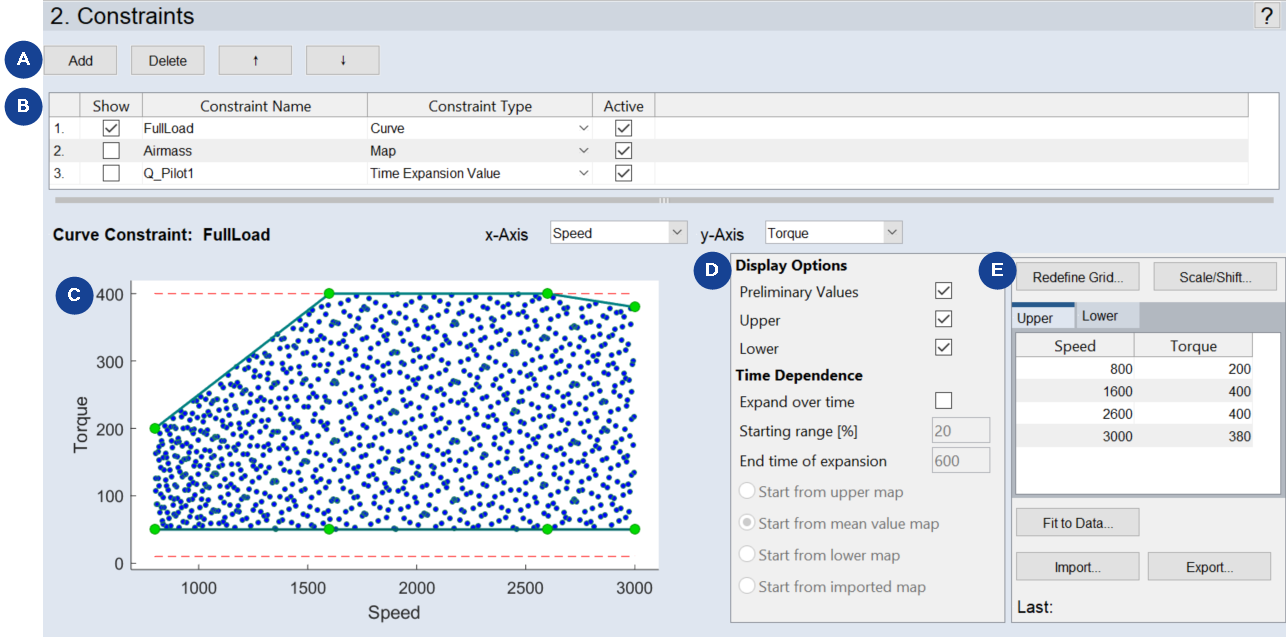 2. Constraints ?
A Add Delete ↑ ↓
B Show Constraint Name Constraint Type Active
1. FullLoad Curve
2. Airmass Map
3. Q_Pilot1 Time Expansion Value
Curve Constraint: FullLoad x-Axis Speed y-Axis Torque
C
400
300
200
100
0
Torque
1000 1500 2000 2500 3000
Speed
D Display Options
Preliminary Values
Upper
Lower
Time Dependence
Expand over time
Starting range [%] 20
End time of expansion 600
Start from upper map
Start from mean value map
Start from lower map
Start from imported map
E Redefine Grid... Scale/Shift...
Upper Lower
Speed Torque
800 200
1600 400
2600 400
3000 380
Fit to Data...
Import... Export...
Last: